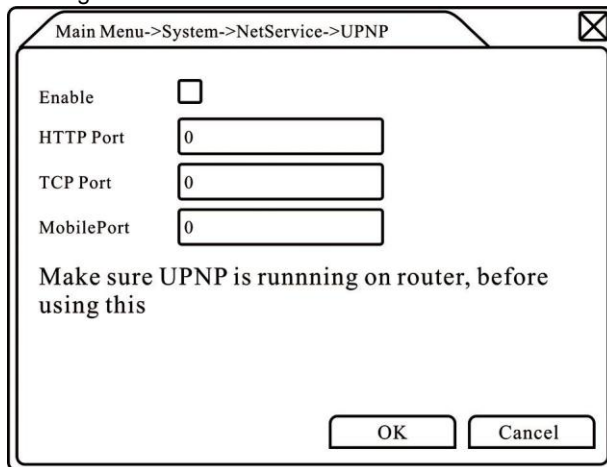 Main Menu->System->NetService->UPNP
Enable
HTTP Port 0
TCP Port 0
MobilePort 0
Make sure UPNP is runnning on router, before
using this
OK Cancel